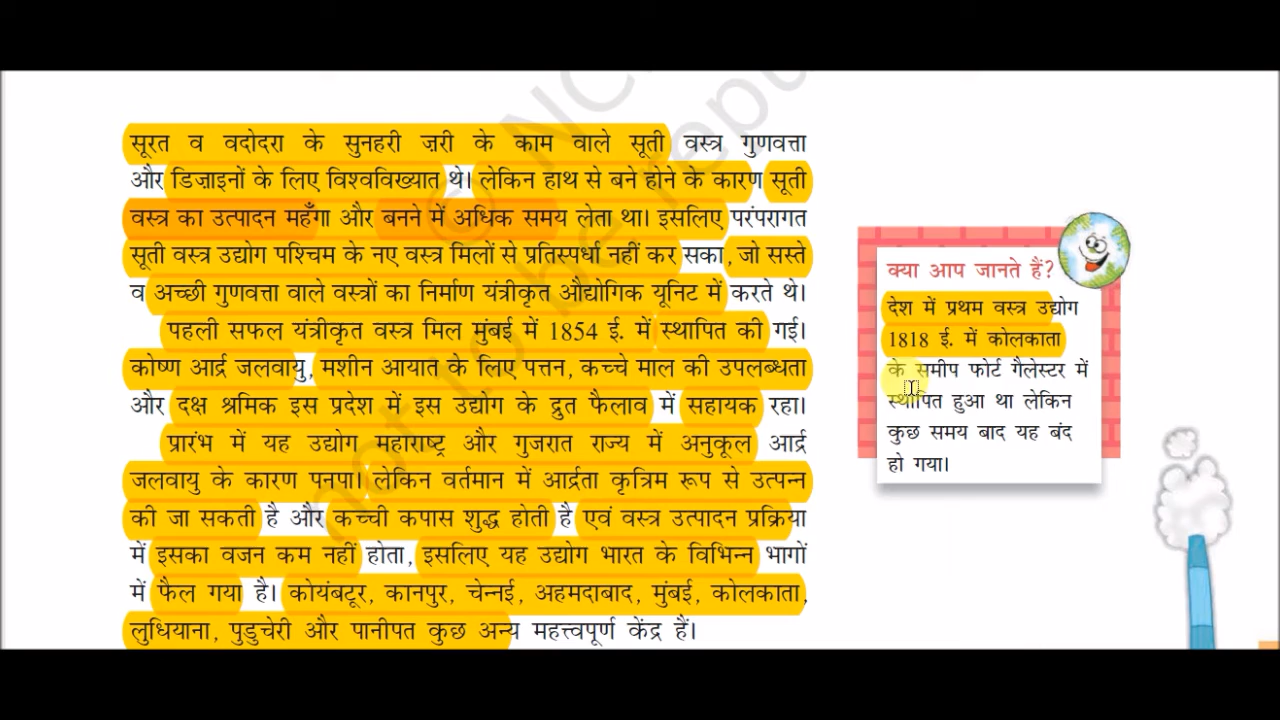 सूरत व वदोदरा के सुनहरी ज़री के काम वाले सूती वस्त्र गुणवत्ता
और डिज़ाइनों के लिए विश्वविख्यात थे। लेकिन हाथ से बने होने के कारण सूती
वस्त्र का उत्पादन महँगा और बनने में अधिक समय लेता था। इसलिए परंपरागत
सूती वस्त्र उद्योग पश्चिम के नए वस्त्र मिलों से प्रतिस्पर्धा नहीं कर सका, जो सस्ते
व अच्छी गुणवत्ता वाले वस्त्रों का निर्माण यंत्रीकृत औद्योगिक यूनिट में करते थे।
पहली सफल यंत्रीकृत वस्त्र मिल मुंबई में 1854 ई. में स्थापित की गई।
कोष्ण आर्द्र जलवायु, मशीन आयात के लिए पत्तन, कच्चे माल की उपलब्धता
और दक्ष श्रमिक इस प्रदेश में इस उद्योग के द्रुत फैलाव में सहायक रहा।
प्रारंभ में यह उद्योग महाराष्ट्र और गुजरात राज्य में अनुकूल आर्द्र
जलवायु के कारण पनपा। लेकिन वर्तमान में आर्द्रता कृत्रिम रूप से उत्पन्न
की जा सकती है और कच्ची कपास शुद्ध होती है एवं वस्त्र उत्पादन प्रक्रिया
में इसका वजन कम नहीं होता, इसलिए यह उद्योग भारत के विभिन्न भागों
में फैल गया है। कोयंबटूर, कानपुर, चेन्नई, अहमदाबाद, मुंबई, कोलकाता,
लुधियाना, पुडुचेरी और पानीपत कुछ अन्य महत्त्वपूर्ण केंद्र हैं।
क्या आप जानते हैं?
देश में प्रथम वस्त्र उद्योग
1818 ई. में कोलकाता
के समीप फोर्ट गैलेस्टर में
स्थापित हुआ था लेकिन
कुछ समय बाद यह बंद
हो गया।
not to be repu
© NC